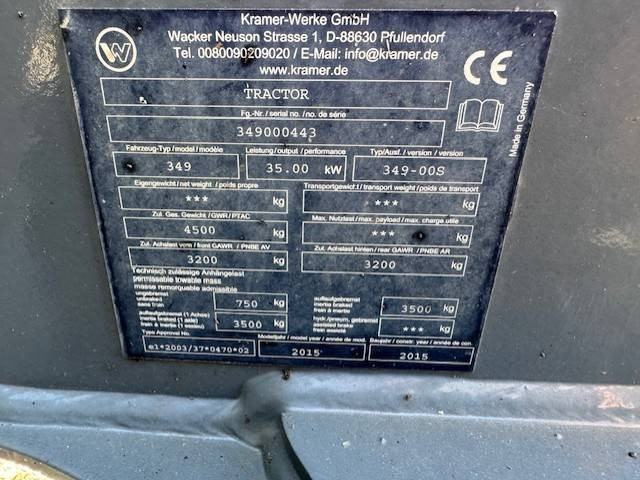 Kramer-Werke GmbH
Wacker Neuson Strasse 1, D-88630 Pfullendorf
Tel. 0080090209020 / E-Mail: info@kramer.de
www.kramer.de
W
CE
TRACTOR
Fg.-Nr./ serial no./ no. de série
349000443
Made in Germany
Fahrzeug-Typ / model / modèle Leistung / output / performance Typ/Ausf. / version / version
349 35.00 kW 349-00S
Eigengewicht / net weight / poids propre Transportgewicht / transport weight / poids de transport
*** kg *** kg
Zul. Ges. Gewicht / GWR / PTAC Max. Nutzlast / max. payload / max. charge utile
4500 kg *** kg
Zul. Achslast vorn / front GAWR / PNBE AV Zul. Achslast hinten / rear GAWR / PNBE AR
3200 kg 3200 kg
Technisch zulässige Anhängelast
permissable towable mass
masse remorquable admissible
ungebremst
unbraked
sans frein
750 kg
auflaufgebremst
inertia braked
frein à inertie
3500 kg
auflaufgebremst (1 Achse)
inertia braked (1 axle)
frein à inertie (1 essieu)
3500 kg
hydr./pneum. gebremst
assisted braked
frein assisté
*** kg
Type Approval No. Modelljahr / model year / année de mod. Baujahr / constr. year / année de con.
e1*2003/37*0470*02 2015 2015